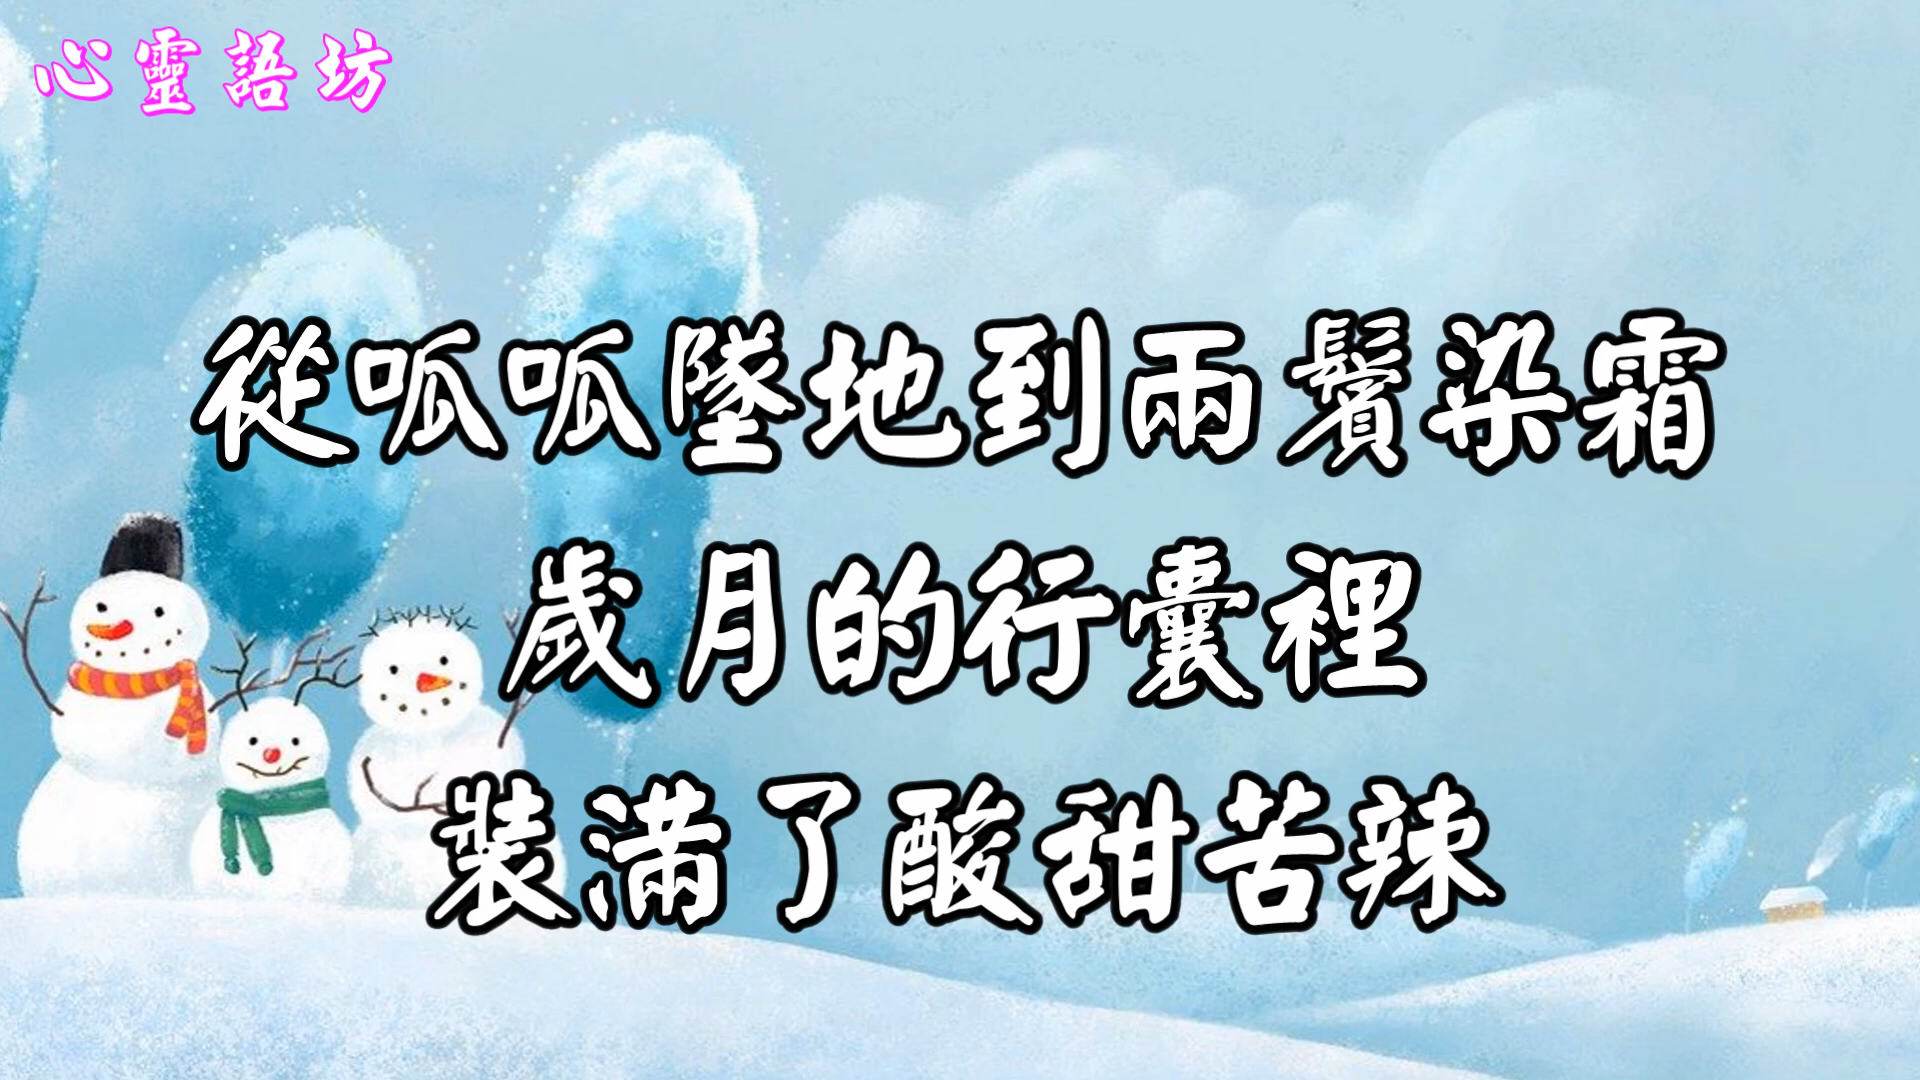 心靈語坊
從呱呱墜地到兩鬢染霜
歲月的行囊裡
裝滿了酸甜苦辣